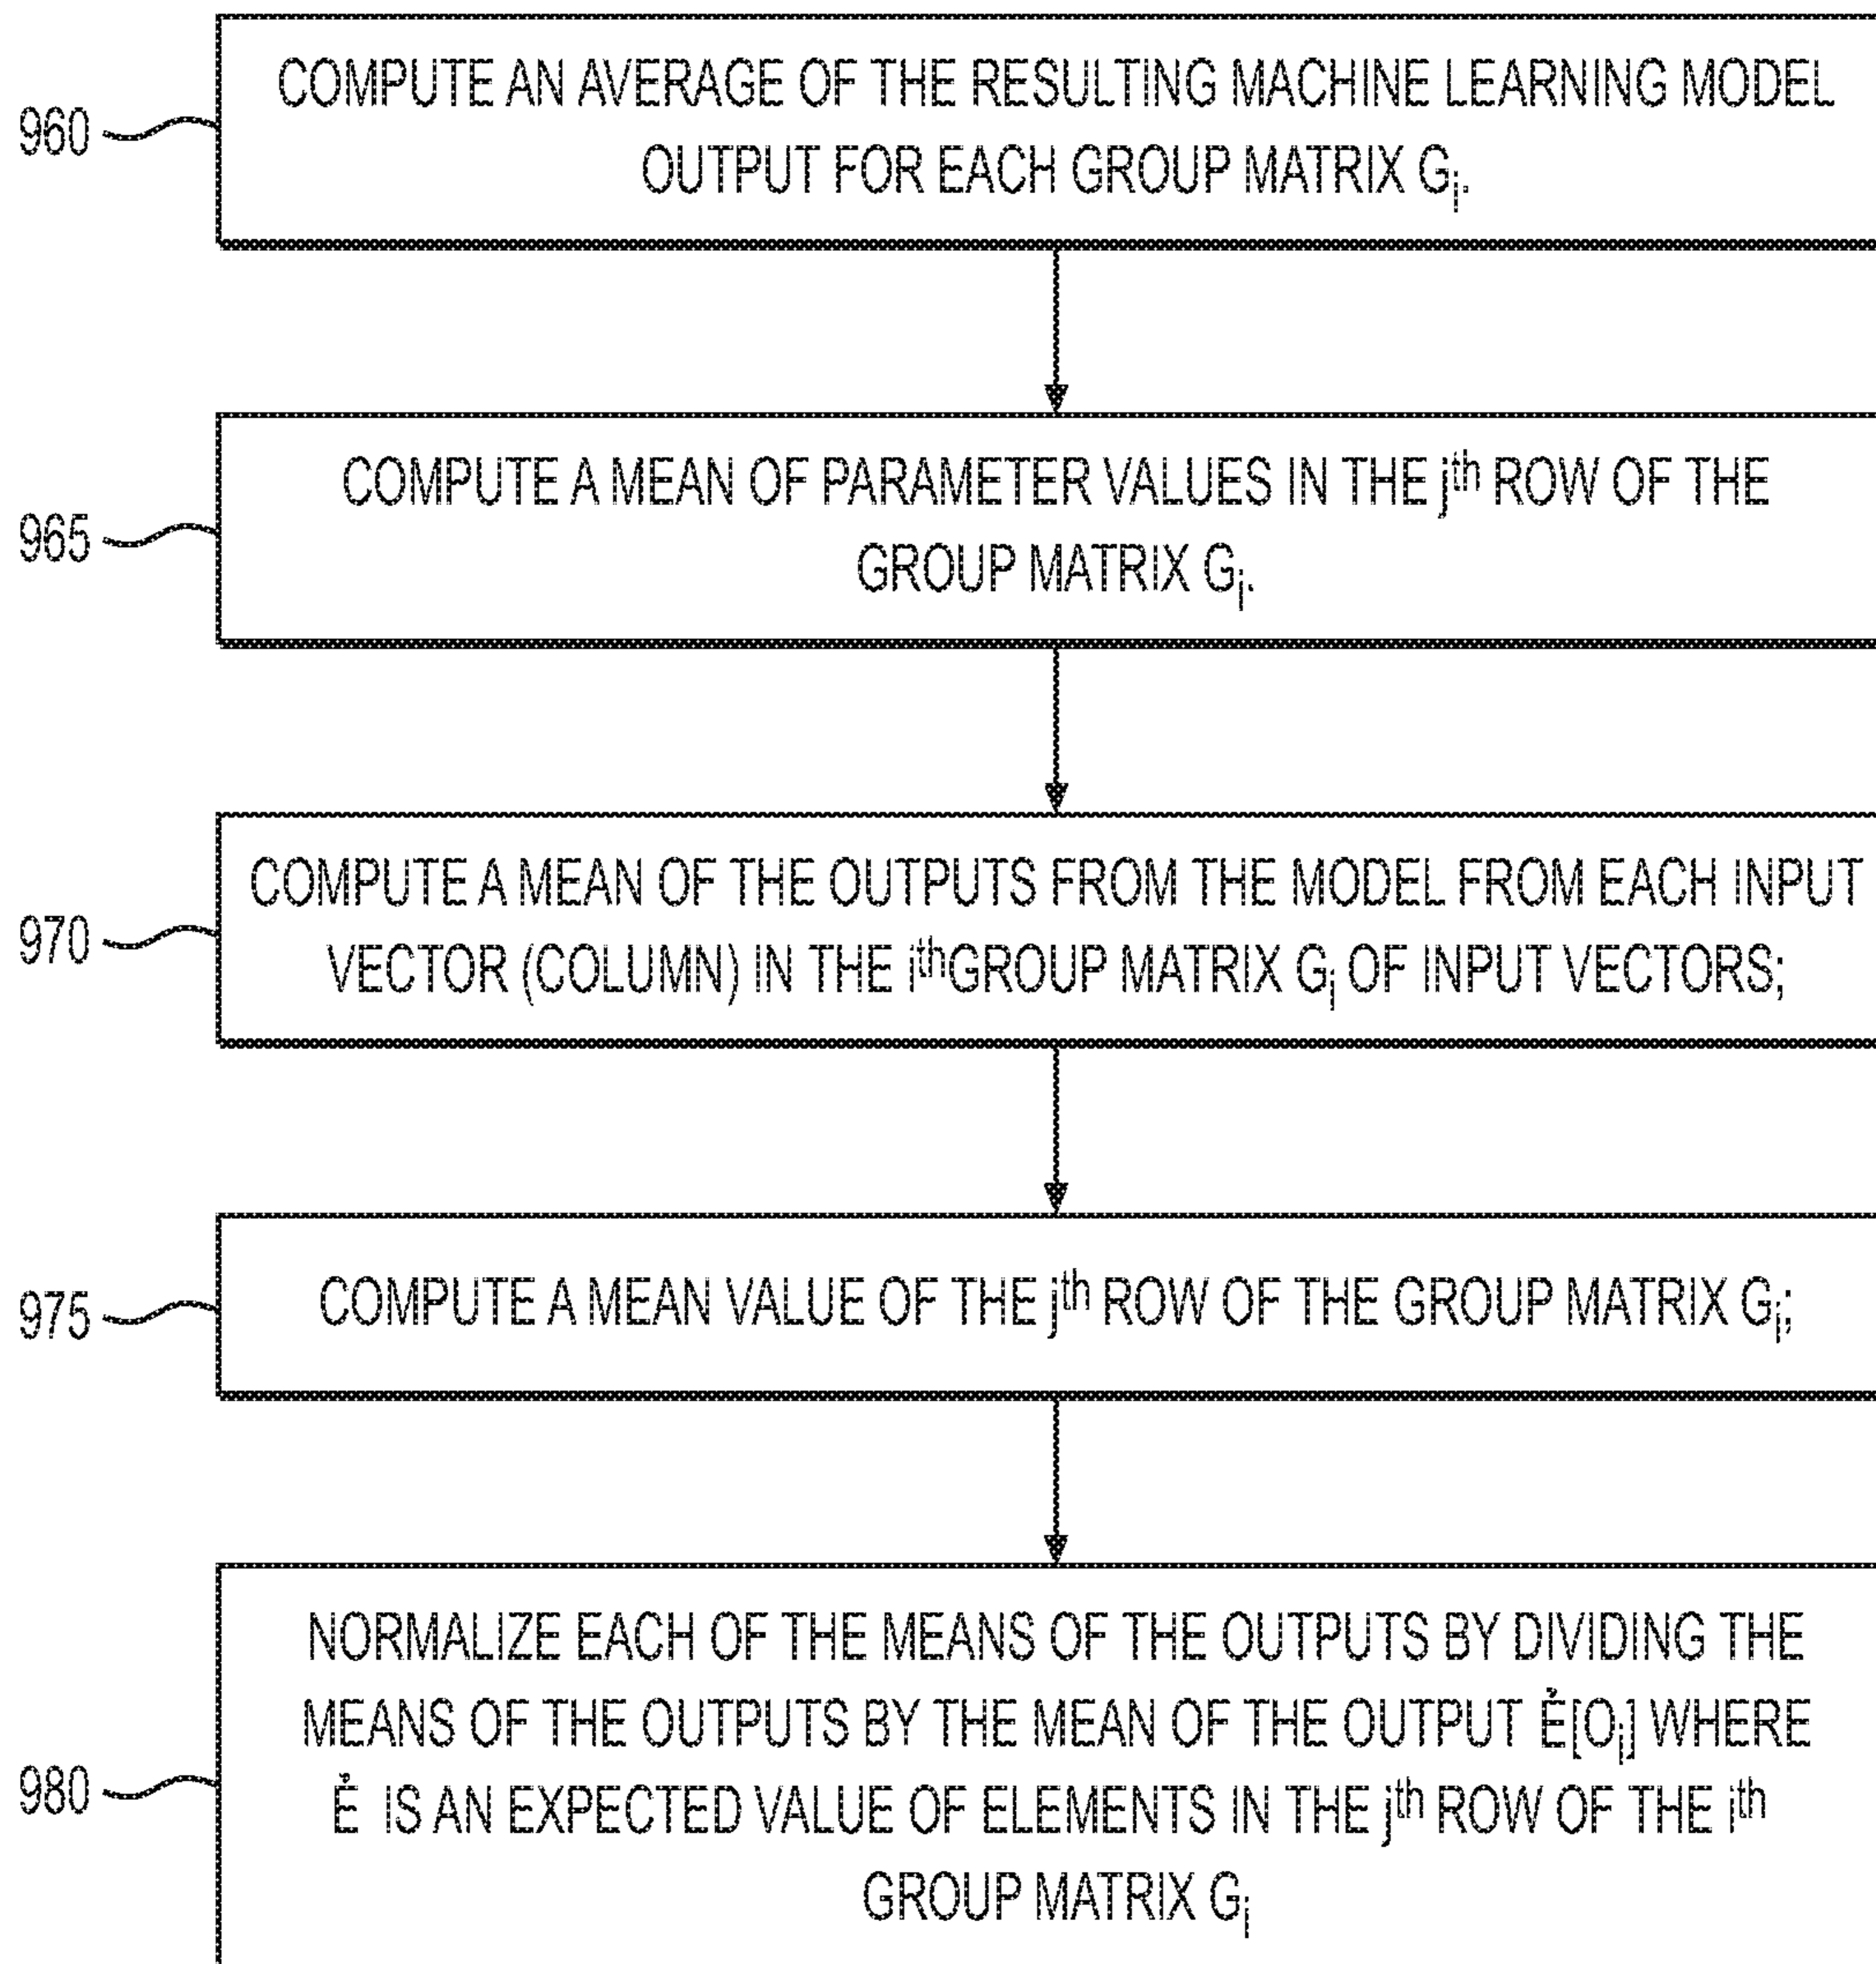 960
COMPUTE AN AVERAGE OF THE RESULTING MACHINE LEARNING MODEL
OUTPUT FOR EACH GROUP MATRIX Gi.
965
COMPUTE A MEAN OF PARAMETER VALUES IN THE jth ROW OF THE
GROUP MATRIX Gi.
970
COMPUTE A MEAN OF THE OUTPUTS FROM THE MODEL FROM EACH INPUT
VECTOR (COLUMN) IN THE ithGROUP MATRIX Gi OF INPUT VECTORS;
975
COMPUTE A MEAN VALUE OF THE jth ROW OF THE GROUP MATRIX Gi;
980
NORMALIZE EACH OF THE MEANS OF THE OUTPUTS BY DIVIDING THE
MEANS OF THE OUTPUTS BY THE MEAN OF THE OUTPUT Ẻ[Oi] WHERE
Ẻ IS AN EXPECTED VALUE OF ELEMENTS IN THE jth ROW OF THE ith
GROUP MATRIX Gi